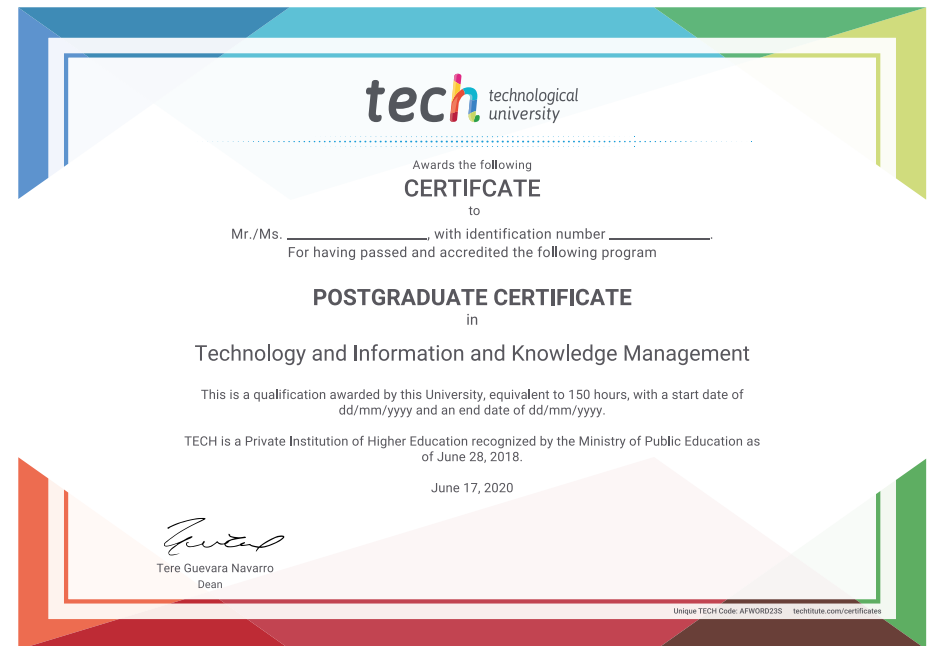 tech technological
university
Awards the following
CERTIFCATE
to
Mr./Ms. ____________________, with identification number ______________.
For having passed and accredited the following program
POSTGRADUATE CERTIFICATE
in
Technology and Information and Knowledge Management
This is a qualification awarded by this University, equivalent to 150 hours, with a start date of
dd/mm/yyyy and an end date of dd/mm/yyyy.
TECH is a Private Institution of Higher Education recognized by the Ministry of Public Education as
of June 28, 2018.
June 17, 2020
Tere Guevara Navarro
Dean
Unique TECH Code: AFWORD23S techtitute.com/certificates